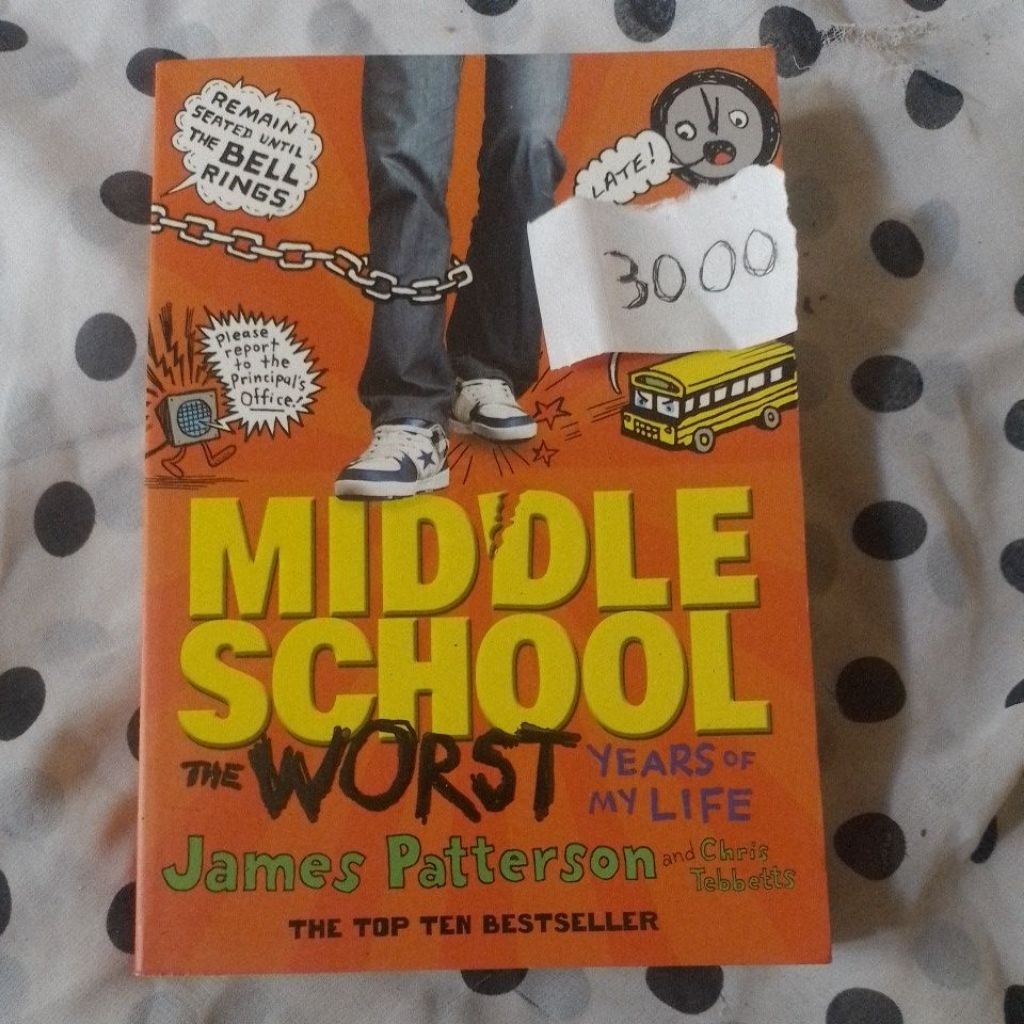 REMAIN
SEATED UNTIL
THE BELL
RINGS
LATE!
3000
Please
report
to the
Principal's
Office!
MIDDLE
SCHOOL
THE WORST YEARS OF
MY LIFE
James Patterson and Chris
Tebbetts
THE TOP TEN BESTSELLER